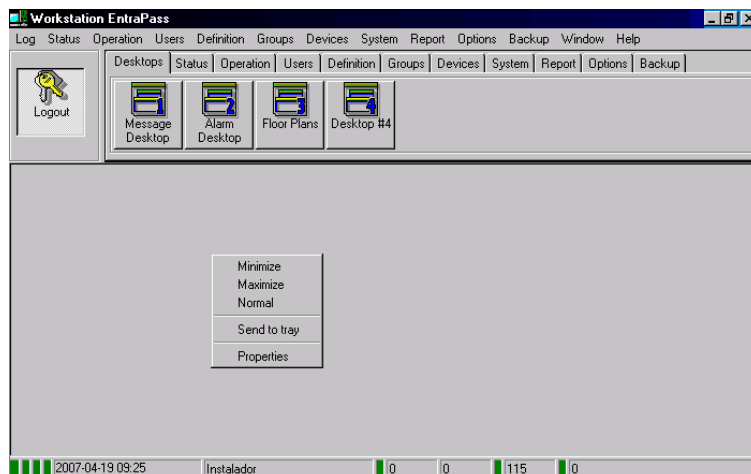 Workstation EntraPass
Log Status Operation Users Definition Groups Devices System Report Options Backup Window Help
Desktops Status Operation Users Definition Groups Devices System Report Options Backup
Logout
1 2 3 4
Message Desktop
Alarm Desktop
Floor Plans
Desktop #4
Minimize
Maximize
Normal
Send to tray
Properties
2007-04-19 09:25 Instalador 0 0 115 0